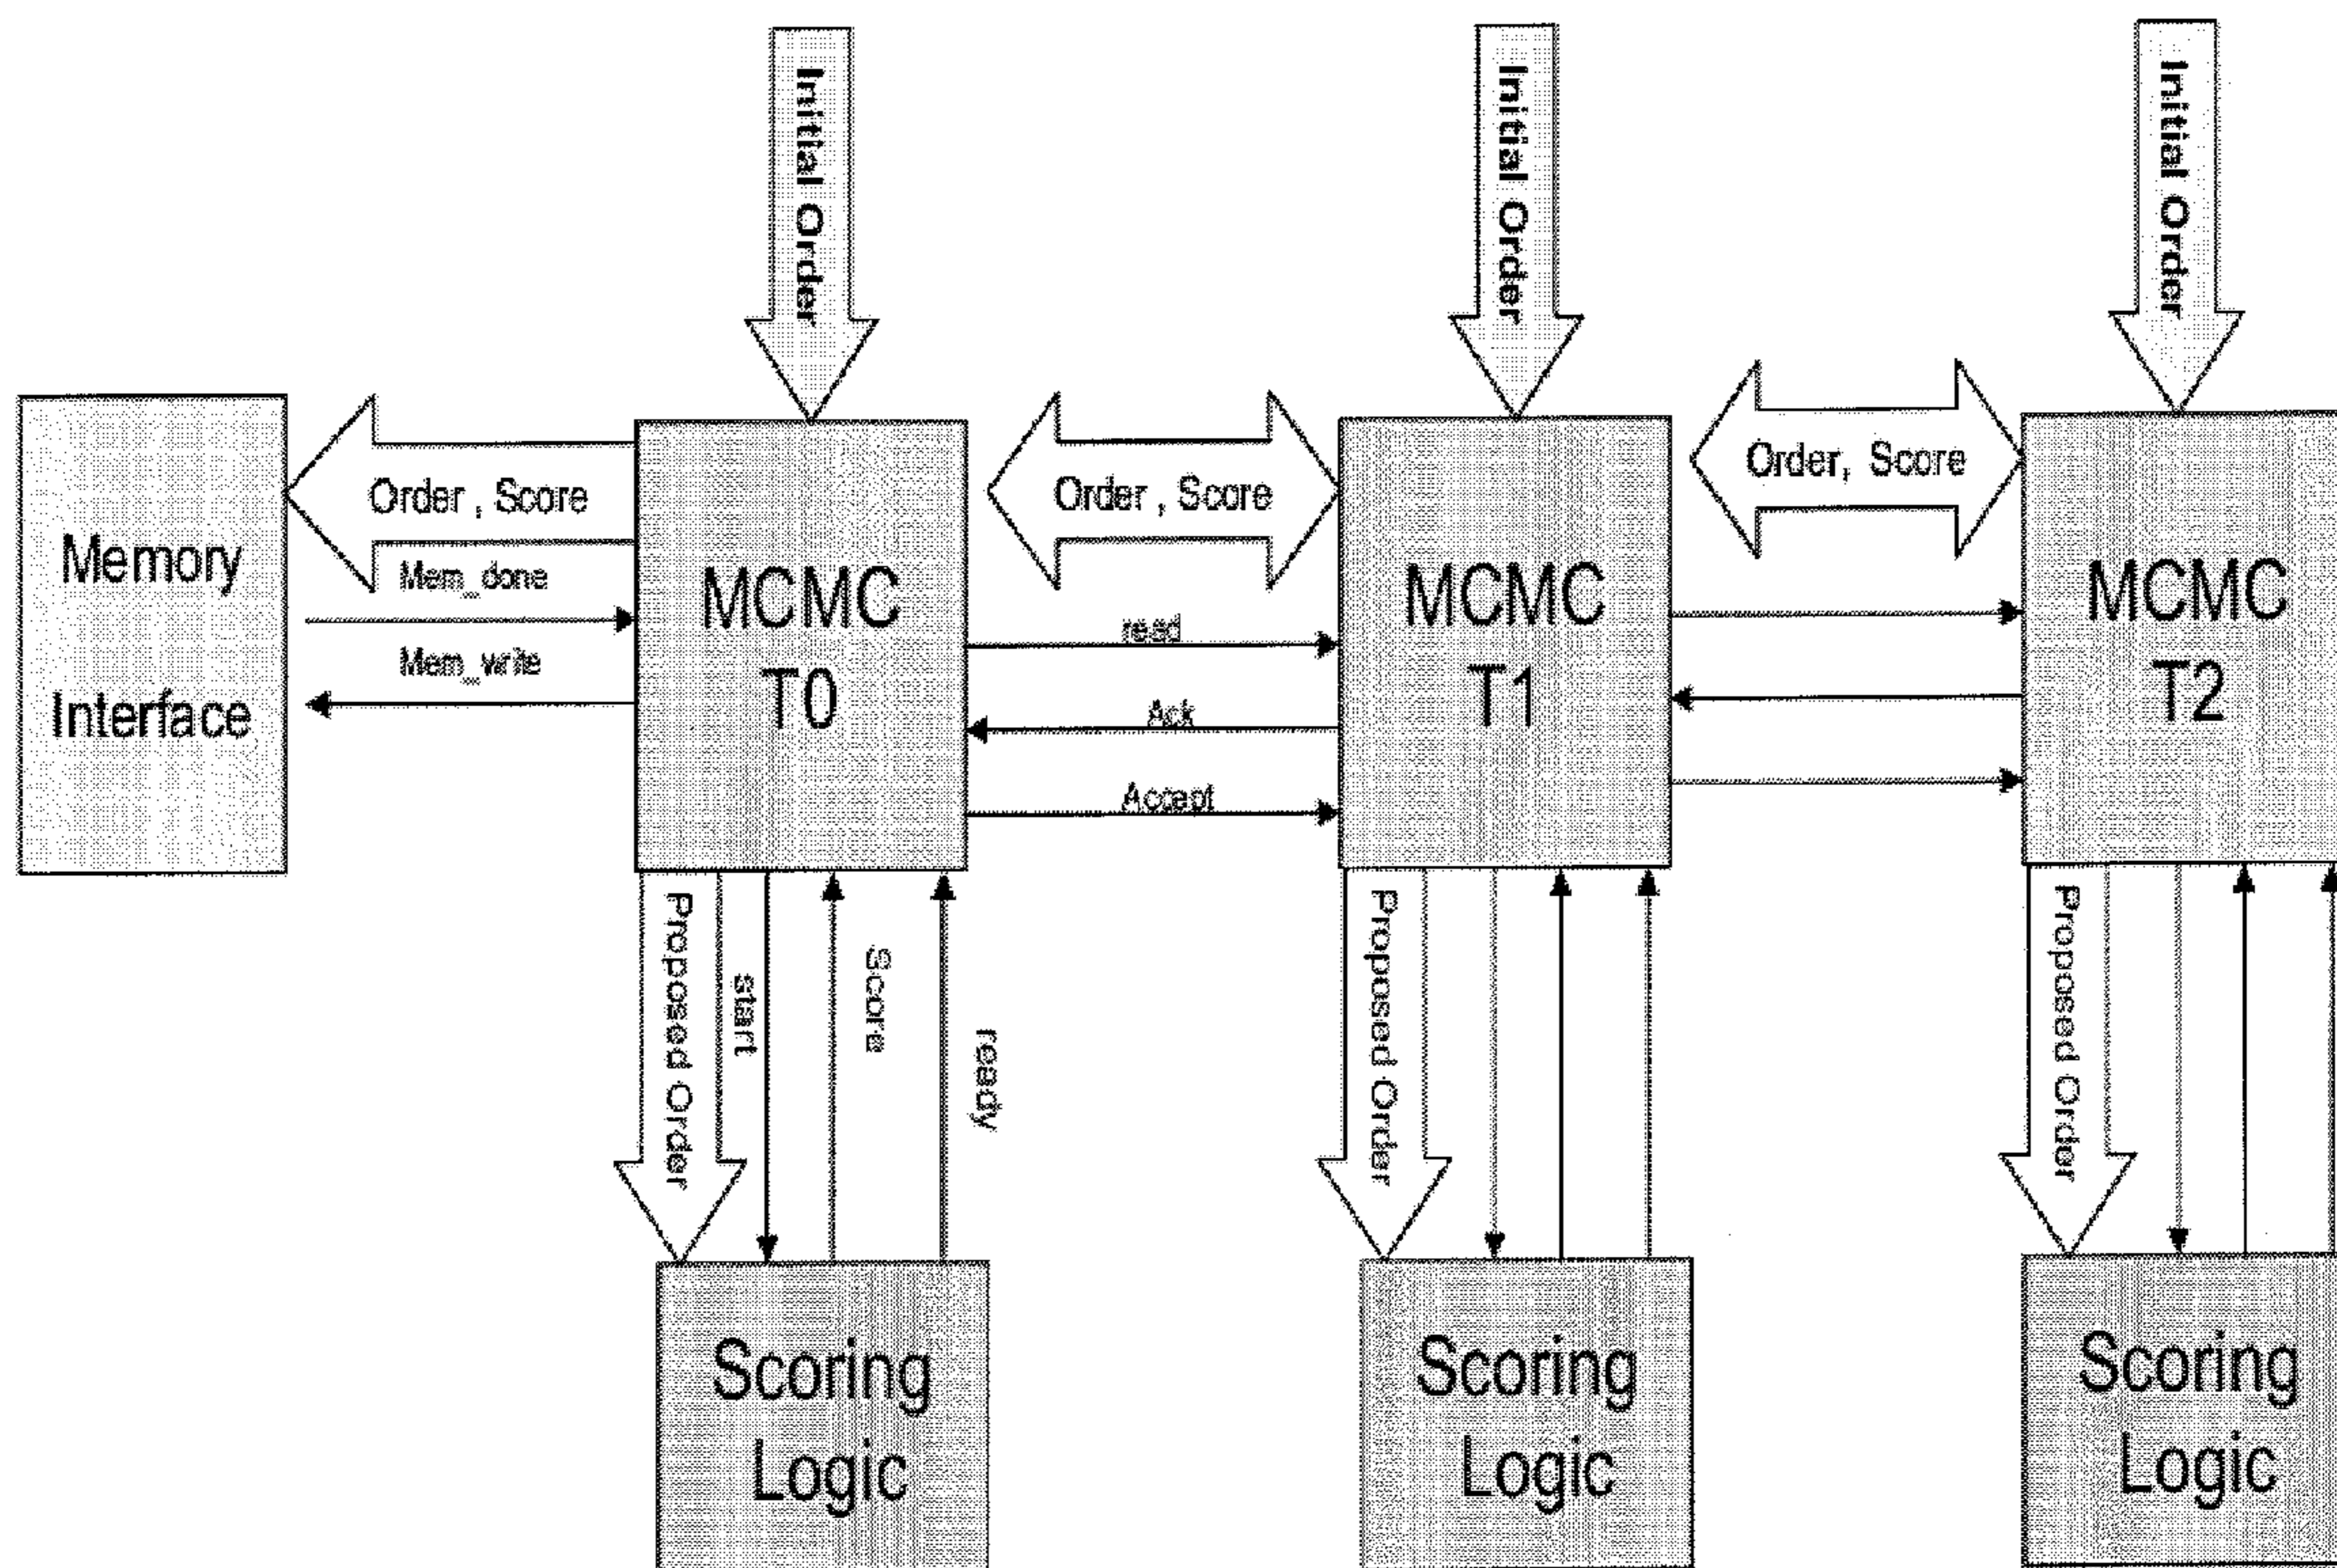 Initial Order
Initial Order
Initial Order
Order , Score
Order , Score
Order, Score
Memory
Interface
Mem_done
Mem_write
MCMC
T0
read
Ack
Accept
MCMC
T1
MCMC
T2
Proposed Order
start
Score
ready
Proposed Order
Proposed Order
Scoring
Logic
Scoring
Logic
Scoring
Logic